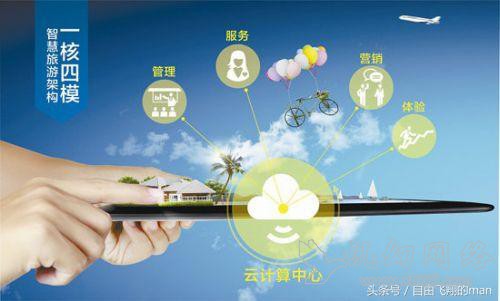 一核四模
智慧旅游架构
服务
管理
营销
体验
云计算中心
头条号 / 自由飞翔的man